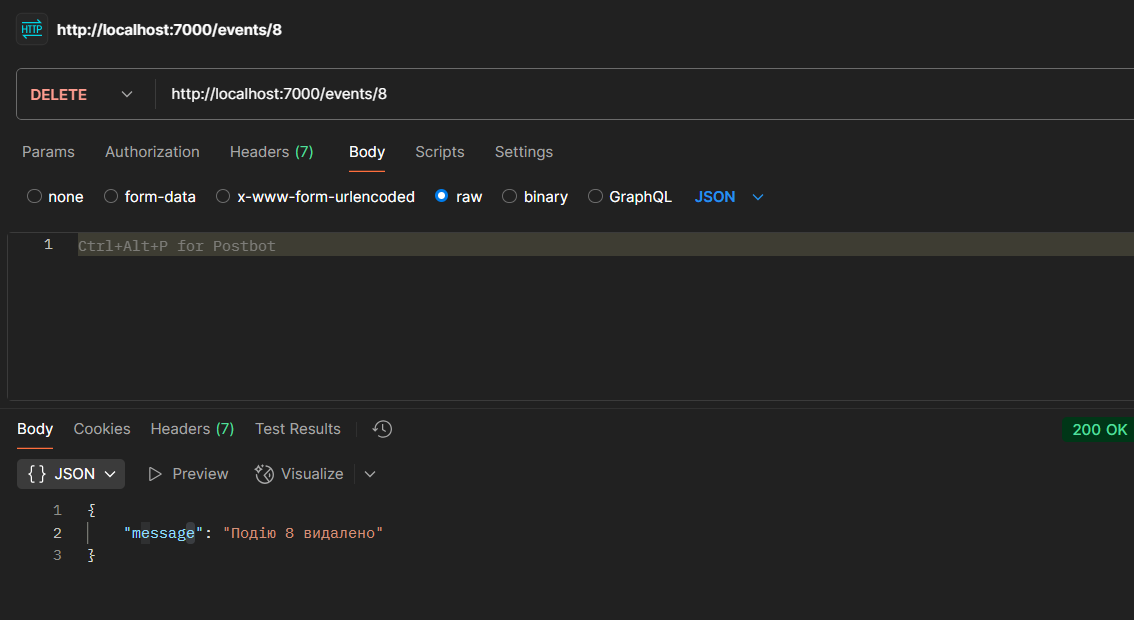 HTTP http://localhost:7000/events/8
DELETE http://localhost:7000/events/8
Params Authorization Headers (7) Body Scripts Settings
none form-data x-www-form-urlencoded raw binary GraphQL JSON
1 Ctrl+Alt+P for Postbot
Body Cookies Headers (7) Test Results 200 OK
{} JSON Preview Visualize
1 {
2 "message": "Подію 8 видалено"
3 }